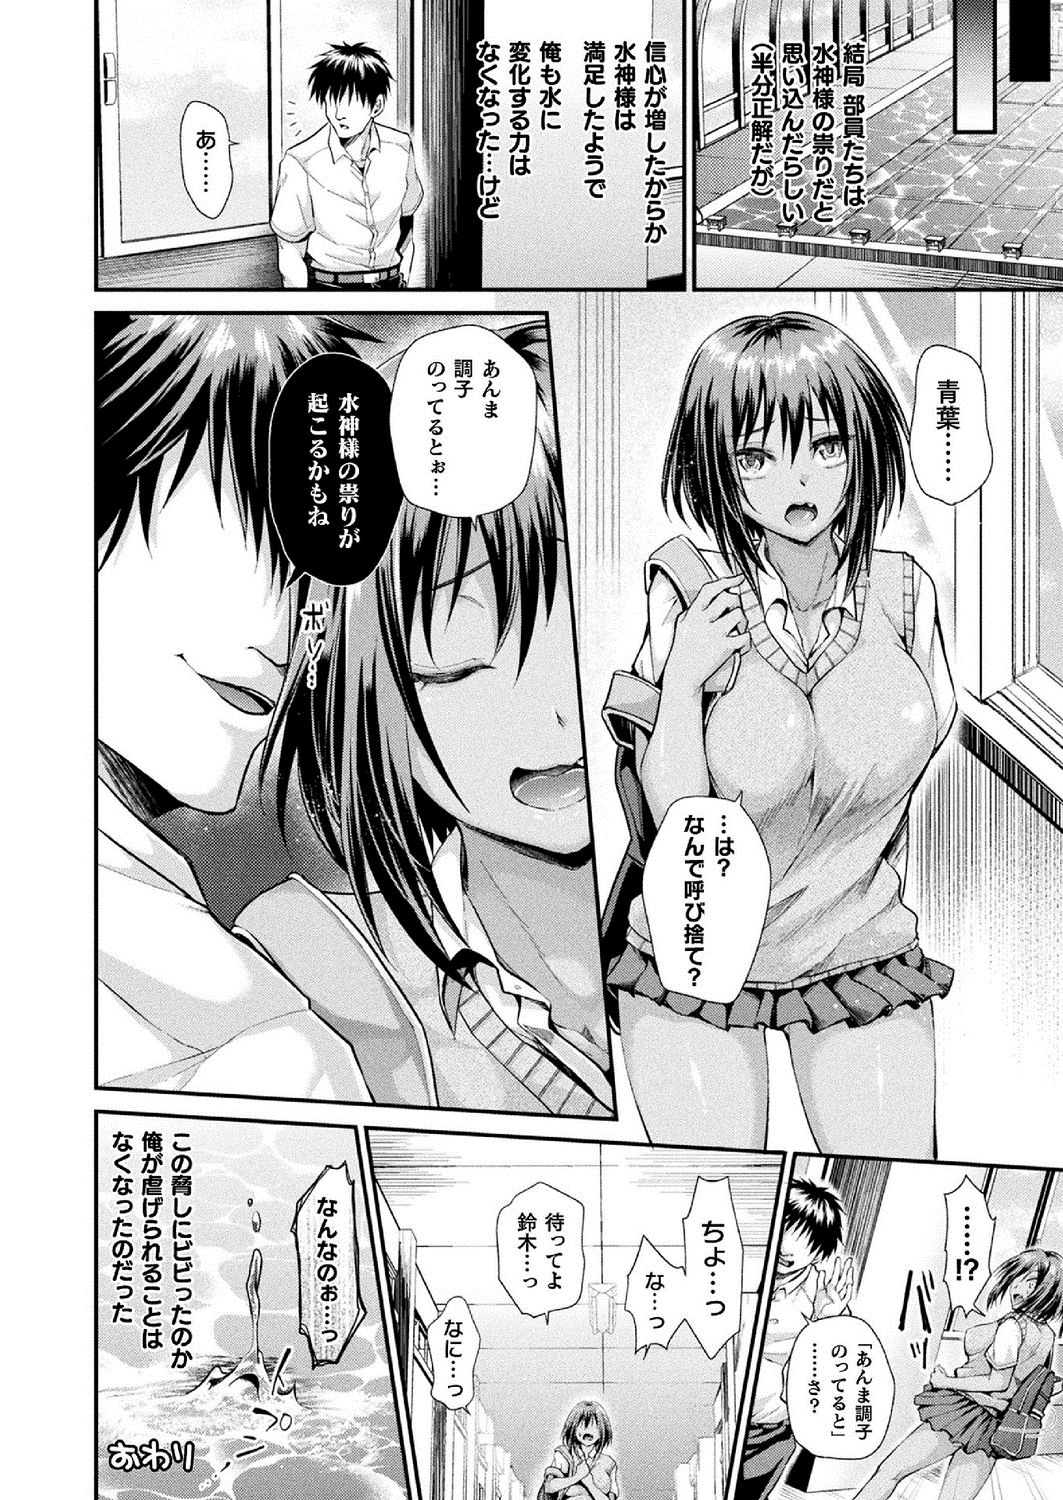 結局 部員たちは
水神様の祟りだと
思い込んだらしい
(半分正解だが)
信心が増したからか
水神様は
満足したようで
俺も水に
変化する力は
なくなった…けど
あ……
青葉……
…は?
なんで呼び捨て?
あんま
調子
のってるとぉ…
水神様の祟りが
起こるかもね
ボソ…
……!?
「あんま調子
のってると」
……さ?
ちょ…っ
な…っ
待ってよ
鈴木…っ
なに…っ
なんなのぉ…っ
この脅しにビビったのか
俺が虐げられることは
なくなったのだった
おわり